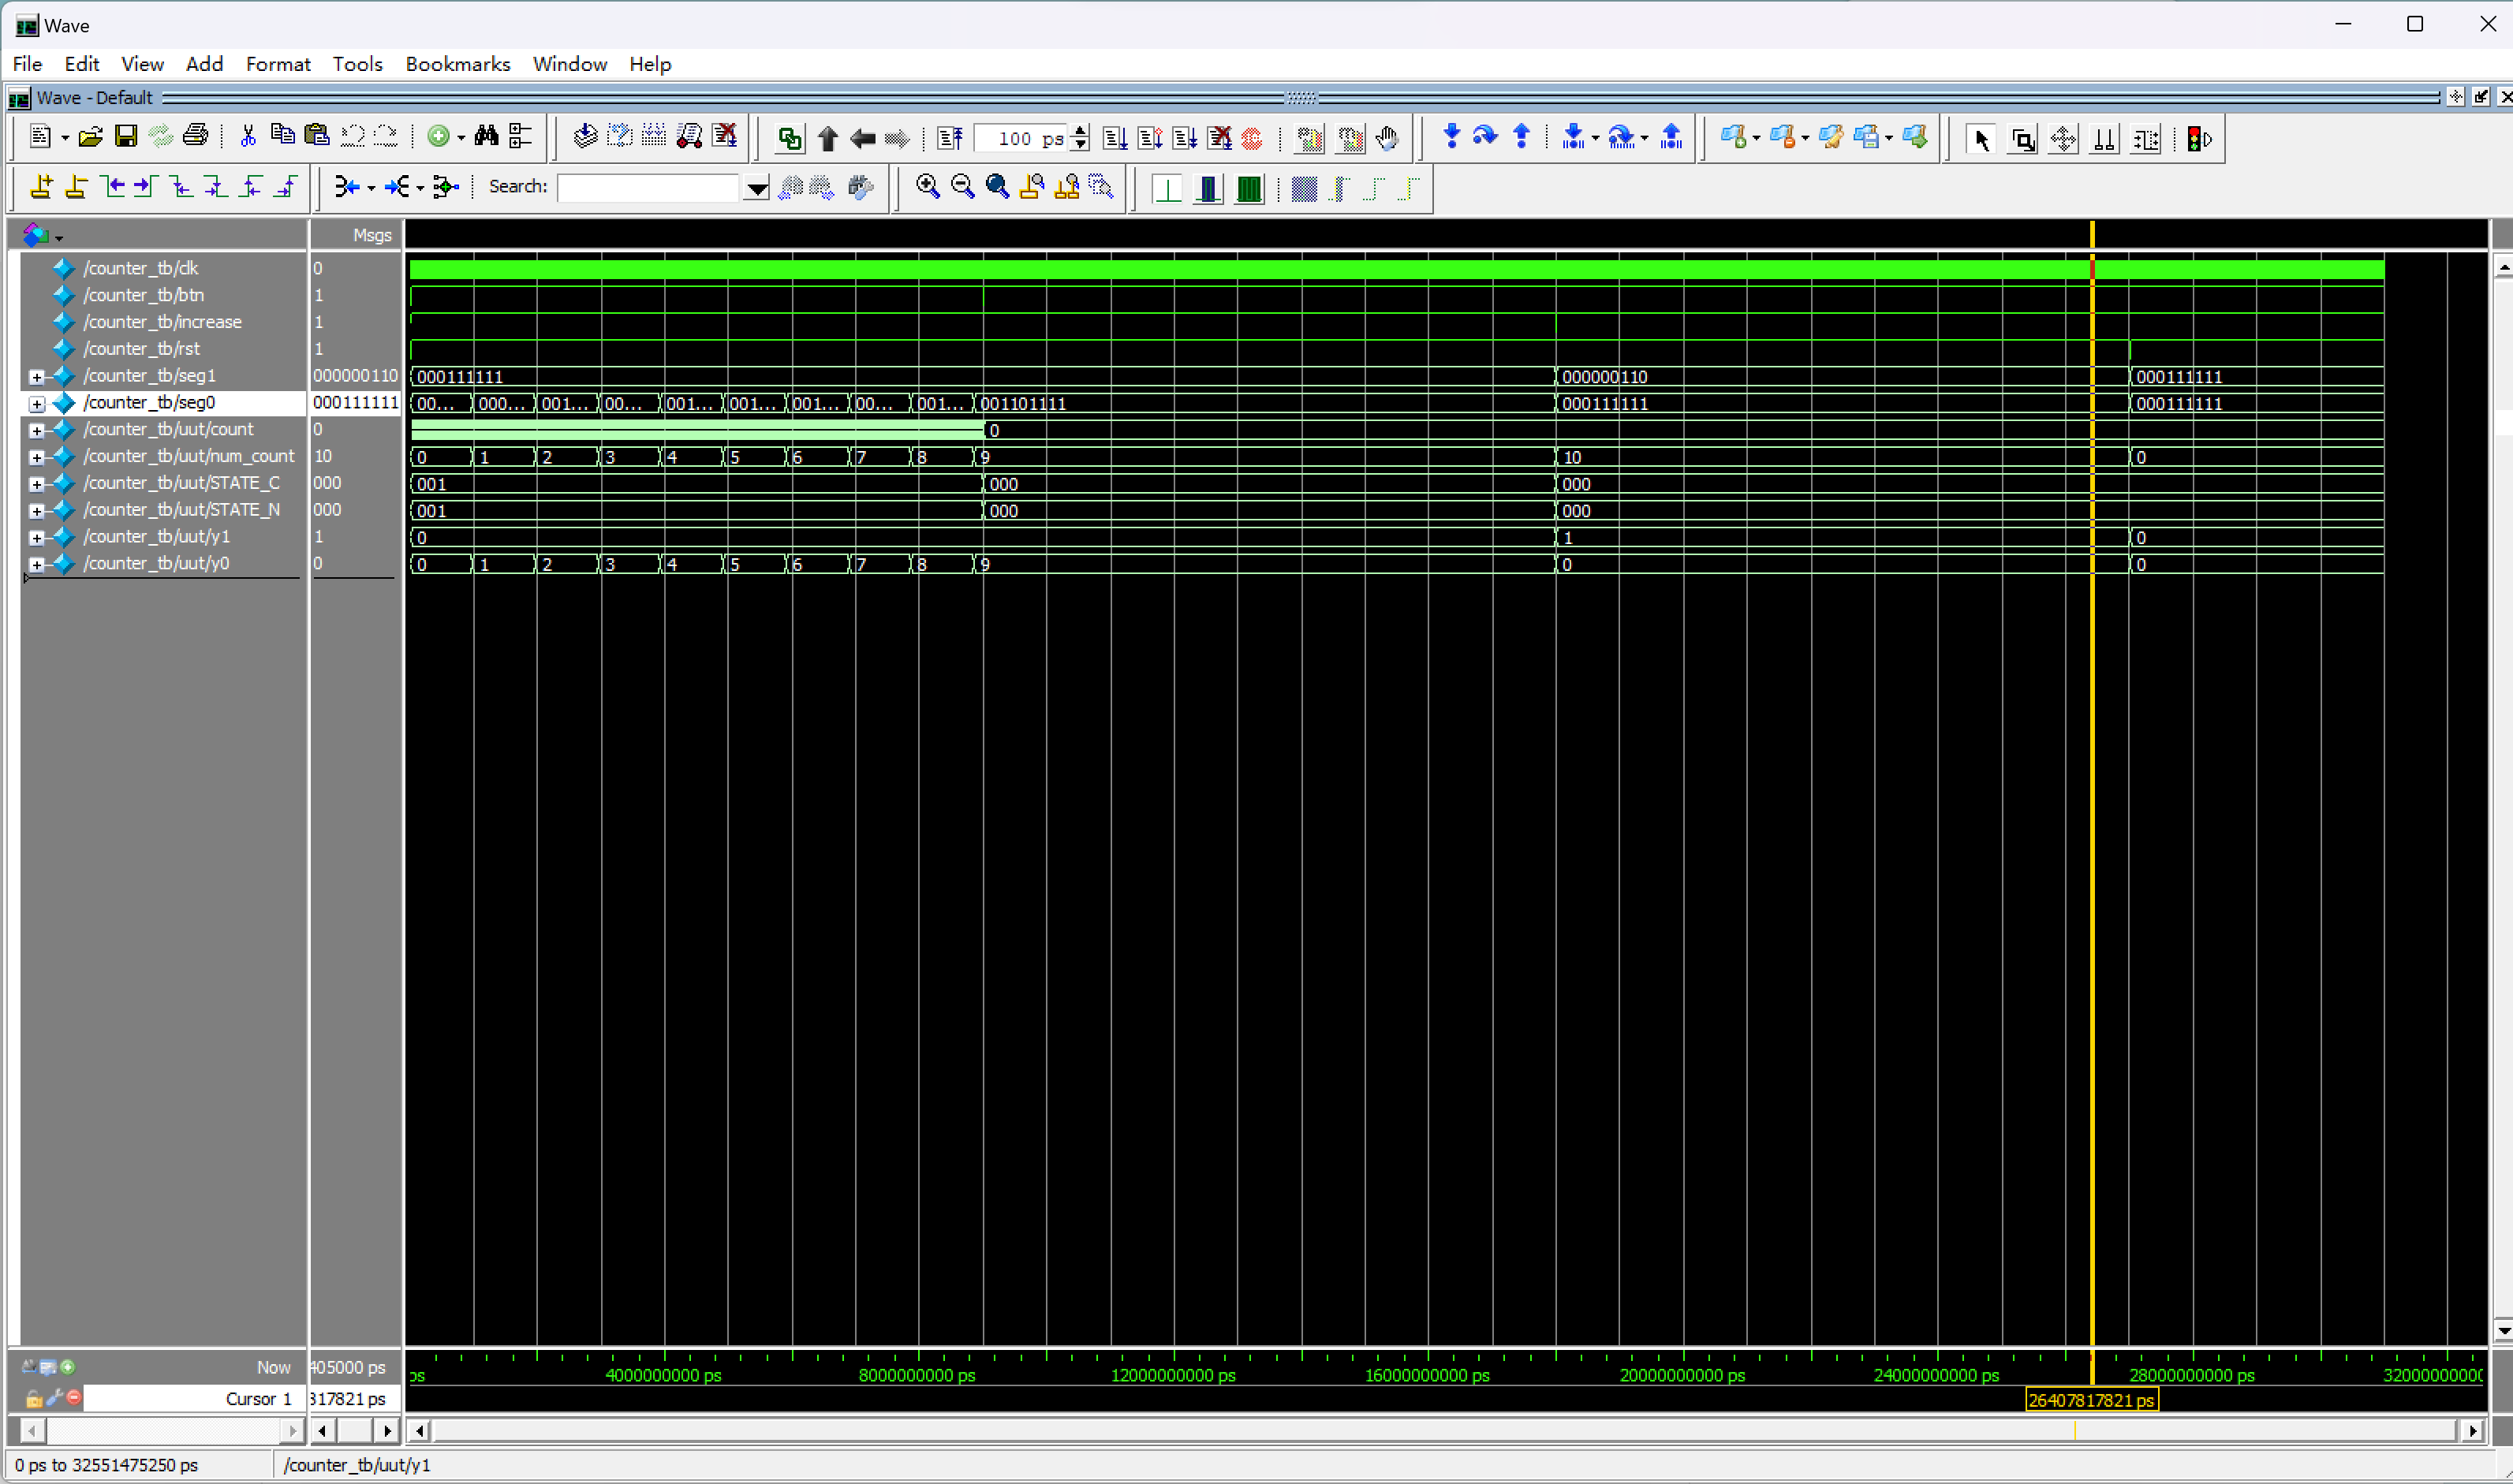 Wave
File Edit View Add Format Tools Bookmarks Window Help
Wave - Default
100 ps
Search:
Msgs
/counter_tb/clk 0
/counter_tb/btn 1
/counter_tb/increase 1
/counter_tb/rst 1
/counter_tb/seg1 000000110 000111111 000000110 000111111
/counter_tb/seg0 000111111 00... 000... 001... 00... 001... 001... 001... 00... 001... 001101111 000111111 000111111
/counter_tb/uut/count 0 0
/counter_tb/uut/num_count 10 0 1 2 3 4 5 6 7 8 9 10 0
/counter_tb/uut/STATE_C 000 001 000 000
/counter_tb/uut/STATE_N 000 001 000 000
/counter_tb/uut/y1 1 0 1 0
/counter_tb/uut/y0 0 0 1 2 3 4 5 6 7 8 9 0 0
Now 405000 ps ps 4000000000 ps 8000000000 ps 12000000000 ps 16000000000 ps 20000000000 ps 24000000000 ps 28000000000 ps 3200000000
Cursor 1 317821 ps 26407817821 ps
0 ps to 32551475250 ps /counter_tb/uut/y1